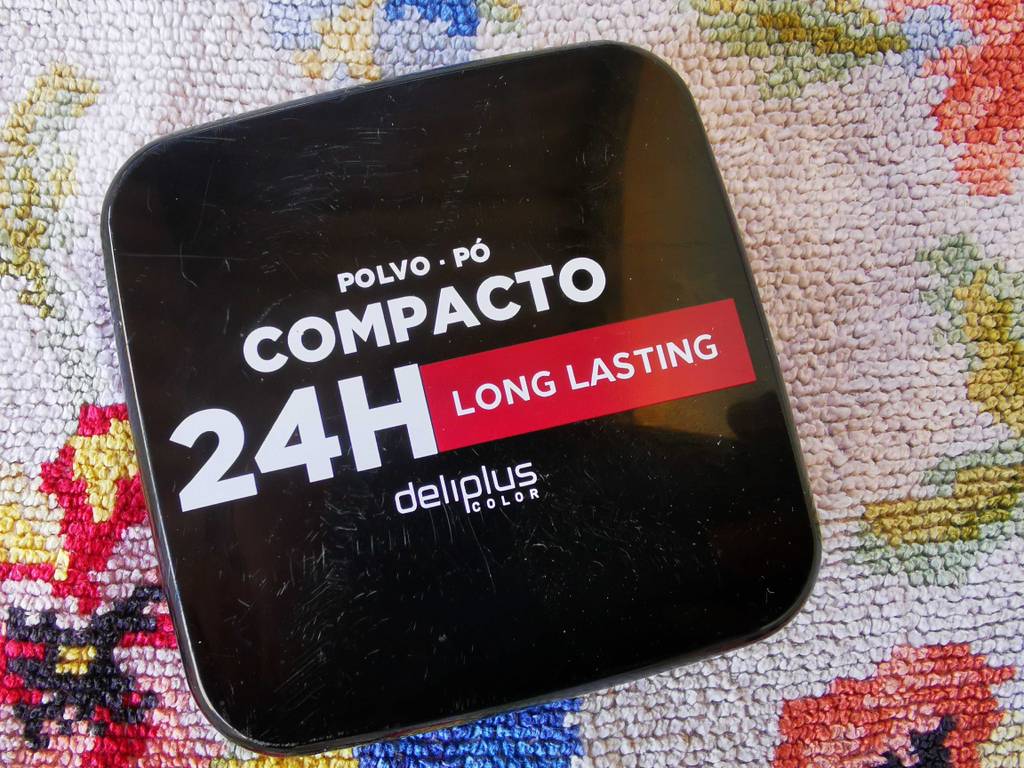 POLVO · PÓ
COMPACTO
24H LONG LASTING
deliplus
COLOR